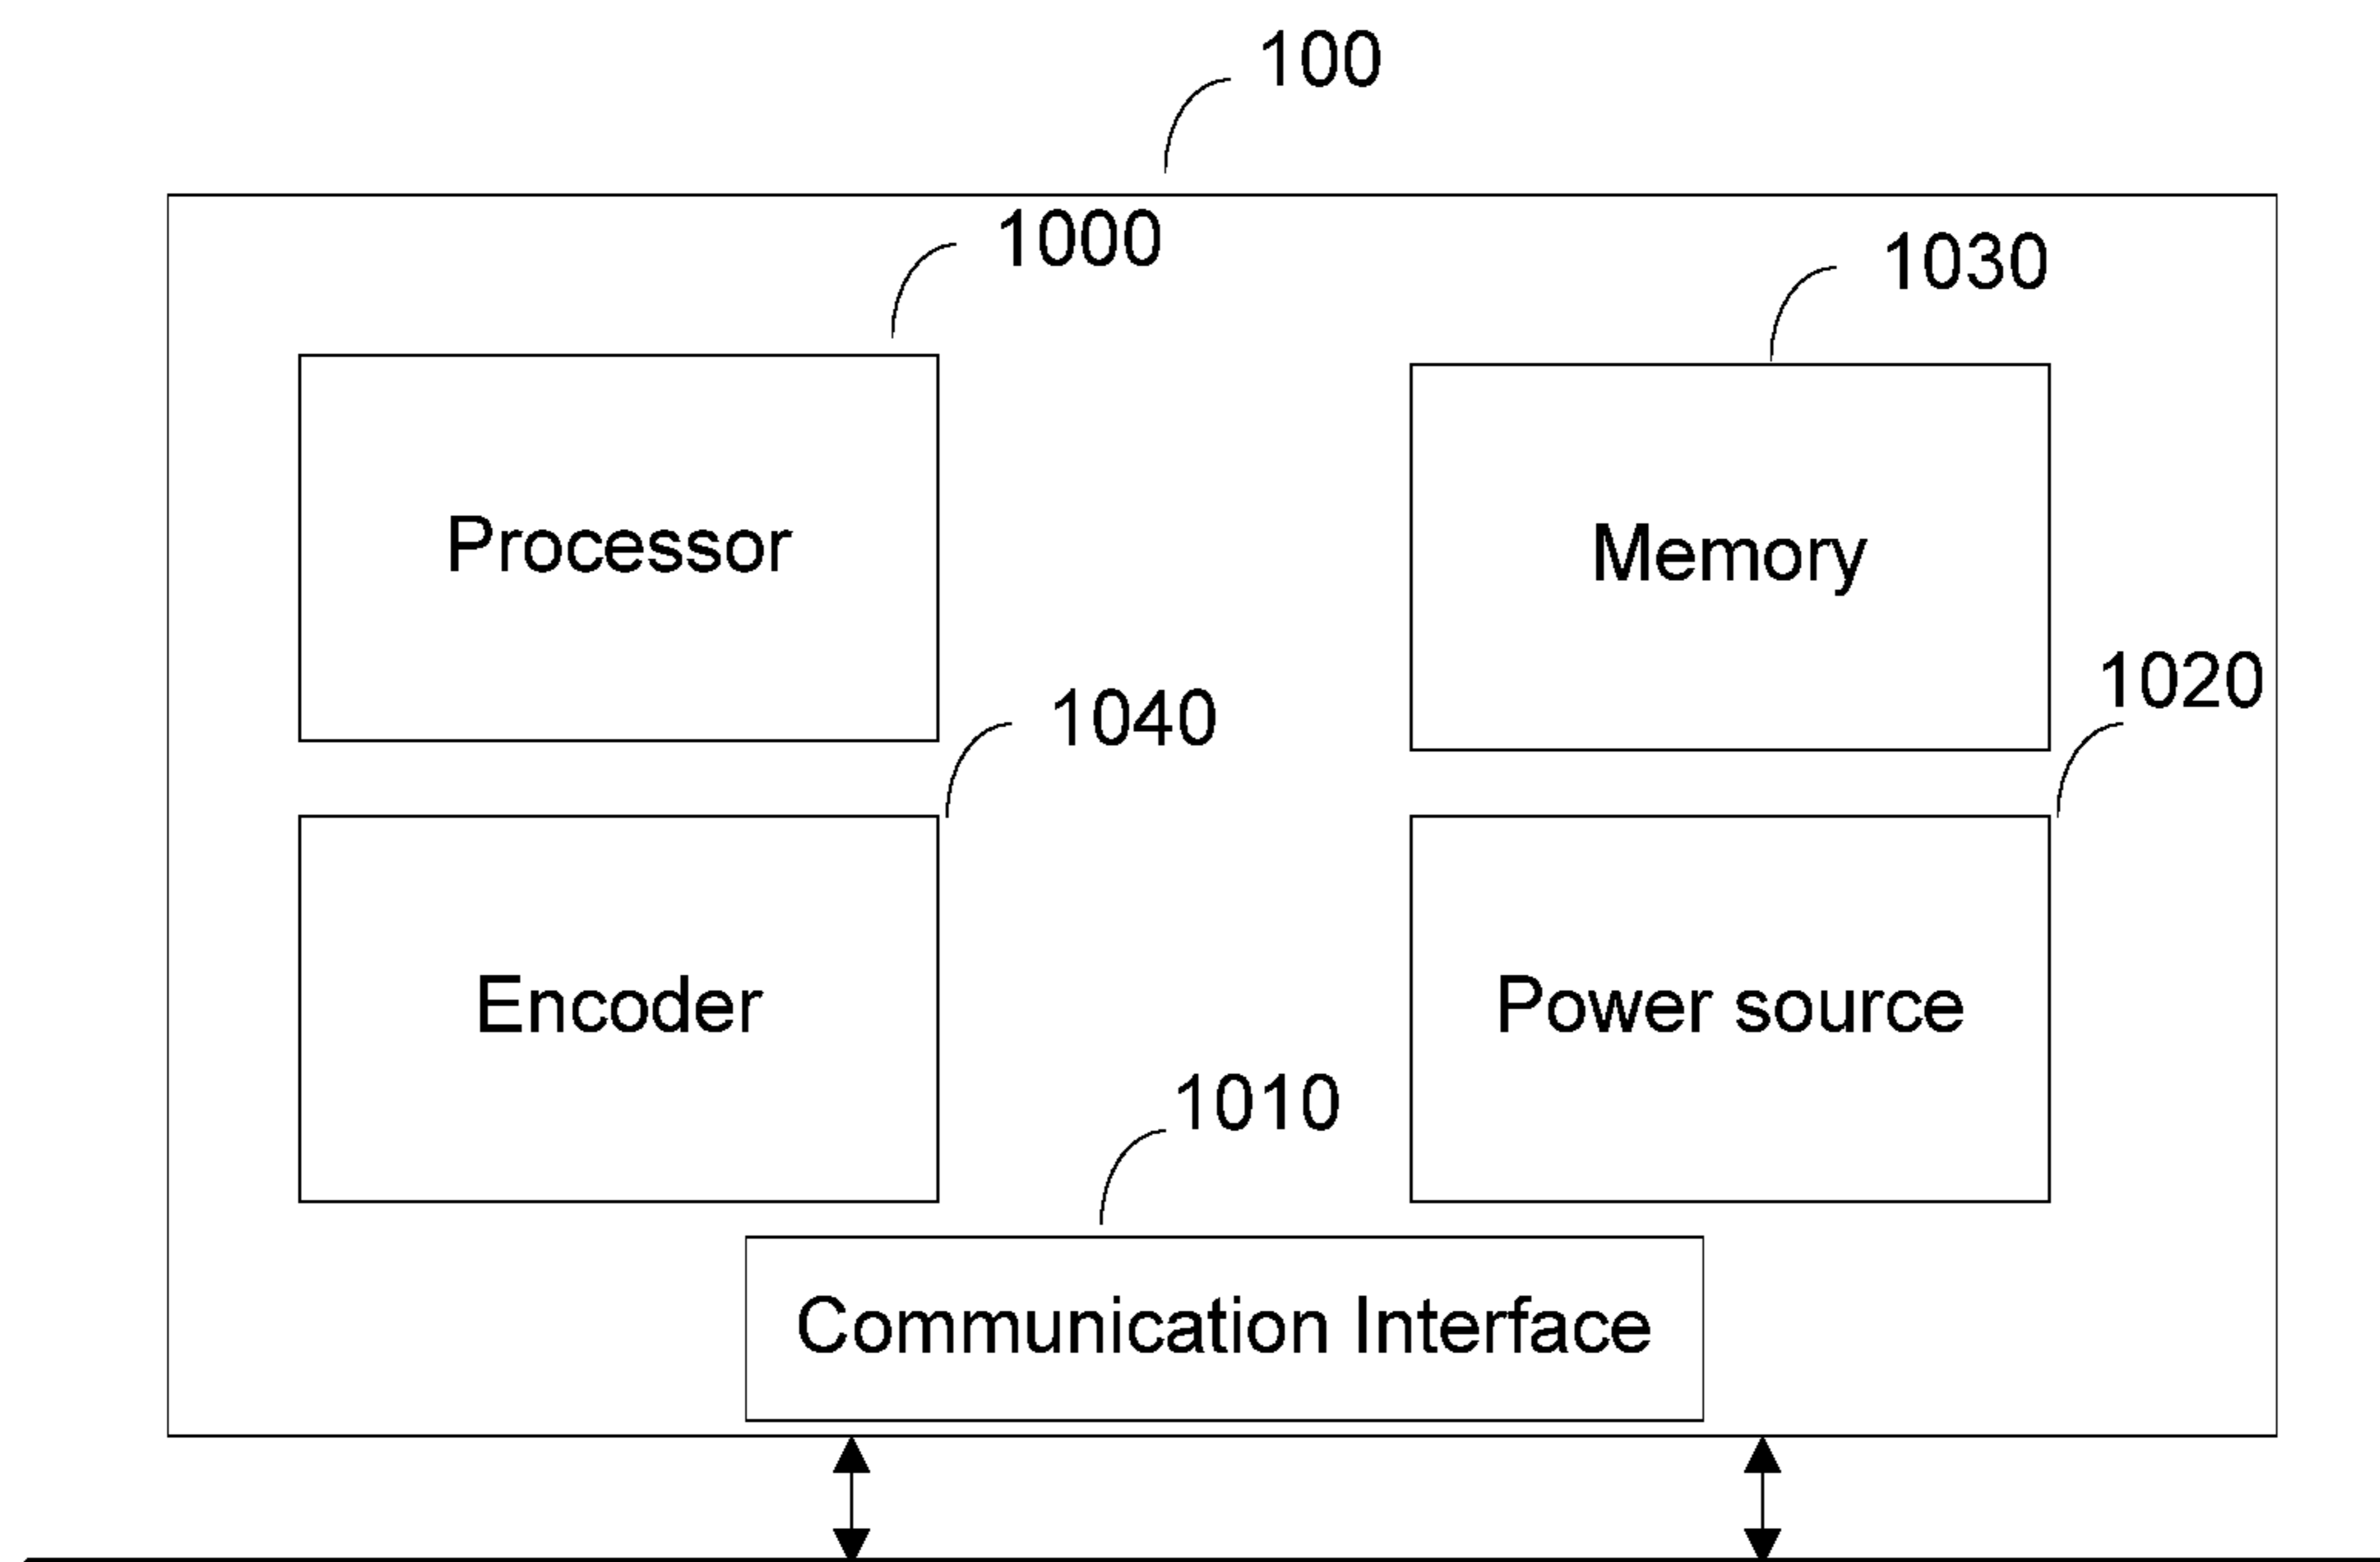 100
1000
1030
Processor
Memory
1040
1020
Encoder
Power source
1010
Communication Interface